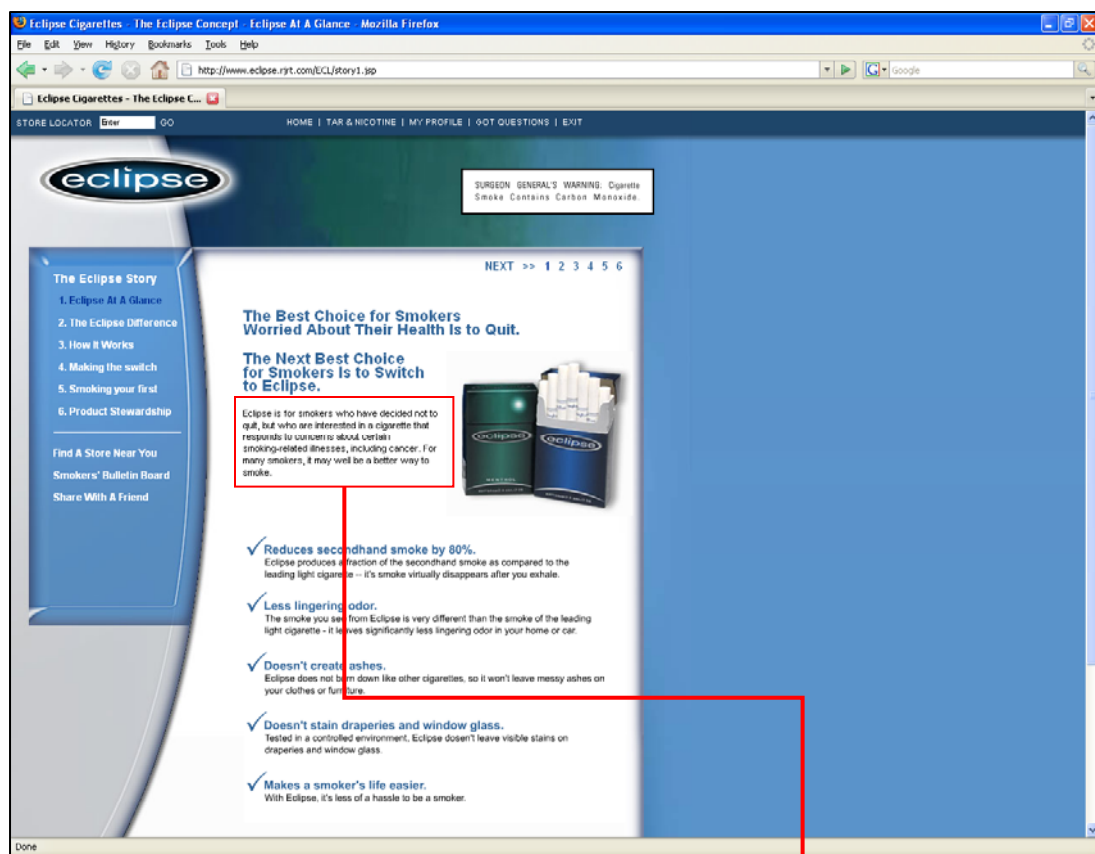 Eclipse Cigarettes - The Eclipse Concept - Eclipse At A Glance - Mozilla Firefox
File Edit View History Bookmarks Tools Help
http://www.eclipse.rjrt.com/ECL/story1.jsp
Google
Eclipse Cigarettes - The Eclipse C...
STORE LOCATOR Enter GO HOME | TAR & NICOTINE | MY PROFILE | GOT QUESTIONS | EXIT
eclipse
SURGEON GENERAL'S WARNING: Cigarette
Smoke Contains Carbon Monoxide.
NEXT >> 1 2 3 4 5 6
The Eclipse Story
1. Eclipse At A Glance
2. The Eclipse Difference
3. How It Works
4. Making the switch
5. Smoking your first
6. Product Stewardship
Find A Store Near You
Smokers' Bulletin Board
Share With A Friend
The Best Choice for Smokers
Worried About Their Health Is to Quit.
The Next Best Choice
for Smokers Is to Switch
to Eclipse.
Eclipse is for smokers who have decided not to
quit, but who are interested in a cigarette that
responds to concerns about certain
smoking-related illnesses, including cancer. For
many smokers, it may well be a better way to
smoke.
eclipse
MENTHOL
eclipse
Reduces secondhand smoke by 80%.
Eclipse produces a fraction of the secondhand smoke as compared to the
leading light cigarette -- it's smoke virtually disappears after you exhale.
Less lingering odor.
The smoke you see from Eclipse is very different than the smoke of the leading
light cigarette - it leaves significantly less lingering odor in your home or car.
Doesn't create ashes.
Eclipse does not burn down like other cigarettes, so it won't leave messy ashes on
your clothes or furniture.
Doesn't stain draperies and window glass.
Tested in a controlled environment, Eclipse dosen't leave visible stains on
draperies and window glass.
Makes a smoker's life easier.
With Eclipse, it's less of a hassle to be a smoker.
Done